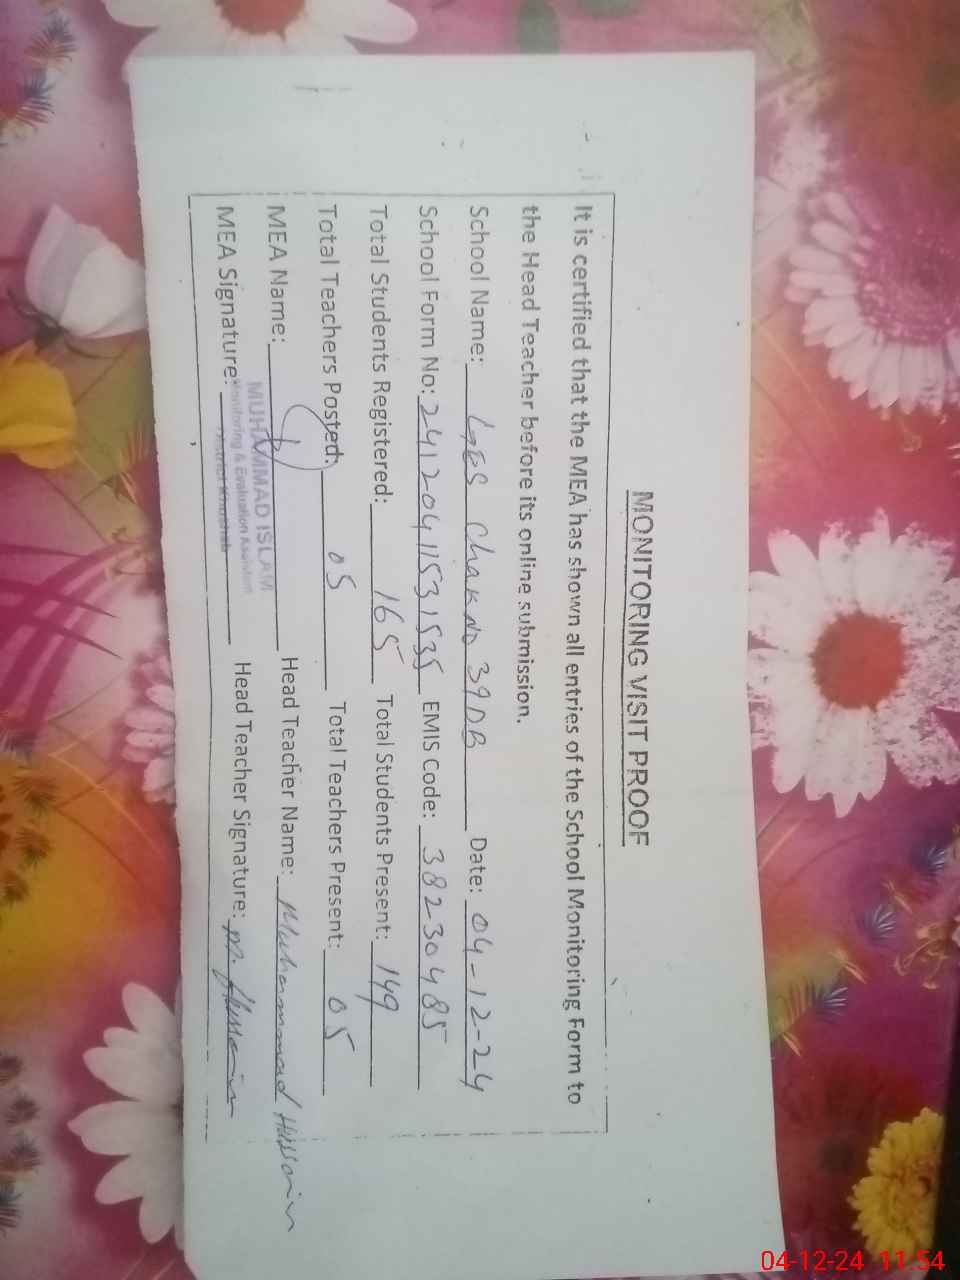 MONITORING VISIT PROOF
It is certified that the MEA has shown all entries of the School Monitoring Form to
the Head Teacher before its online submission.
School Name: GES Chak No 39DB Date: 04-12-24
School Form No: 24120411531535 EMIS Code: 38230485
Total Students Registered: 165 Total Students Present: 149
Total Teachers Posted: 05 Total Teachers Present: 05
MEA Name: MUHAMMAD ISLAM Head Teacher Name: Muhammad Hussain
Monitoring & Evaluation Assistant
District Khushab
MEA Signature: Head Teacher Signature: M. Hussain
04-12-24 11:54